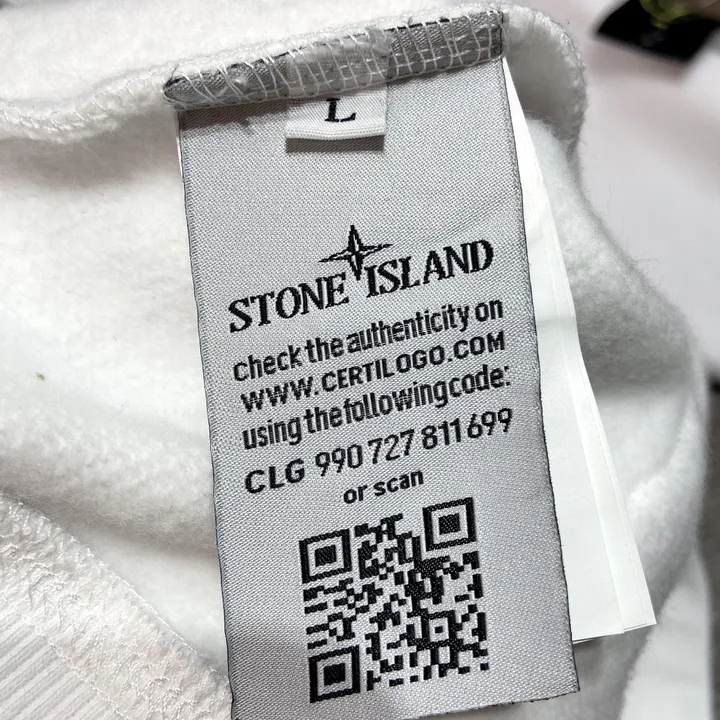 L
STONE ISLAND
check the authenticity on
WWW.CERTILOGO.COM
using the following code:
CLG 990 727 811 699
or scan